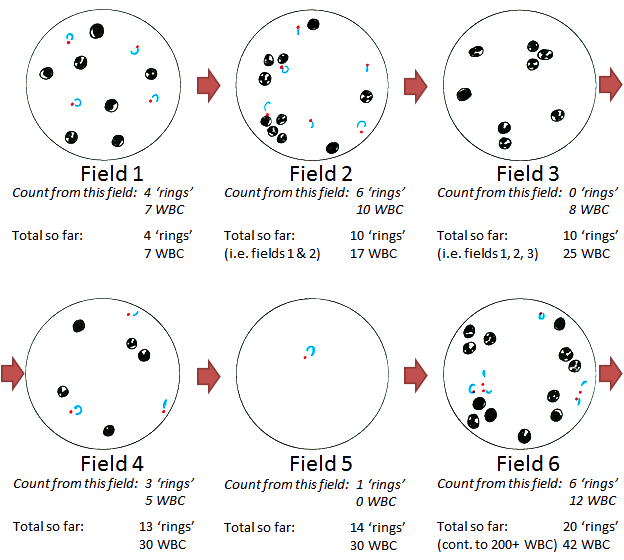 Field 1
Count from this field: 4 ‘rings’
7 WBC
Total so far: 4 ‘rings’
7 WBC
Field 2
Count from this field: 6 ‘rings’
10 WBC
Total so far: 10 ‘rings’
(i.e. fields 1 & 2) 17 WBC
Field 3
Count from this field: 0 ‘rings’
8 WBC
Total so far: 10 ‘rings’
(i.e. fields 1, 2, 3) 25 WBC
Field 4
Count from this field: 3 ‘rings’
5 WBC
Total so far: 13 ‘rings’
30 WBC
Field 5
Count from this field: 1 ‘rings’
0 WBC
Total so far: 14 ‘rings’
30 WBC
Field 6
Count from this field: 6 ‘rings’
12 WBC
Total so far: 20 ‘rings’
(cont. to 200+ WBC) 42 WBC